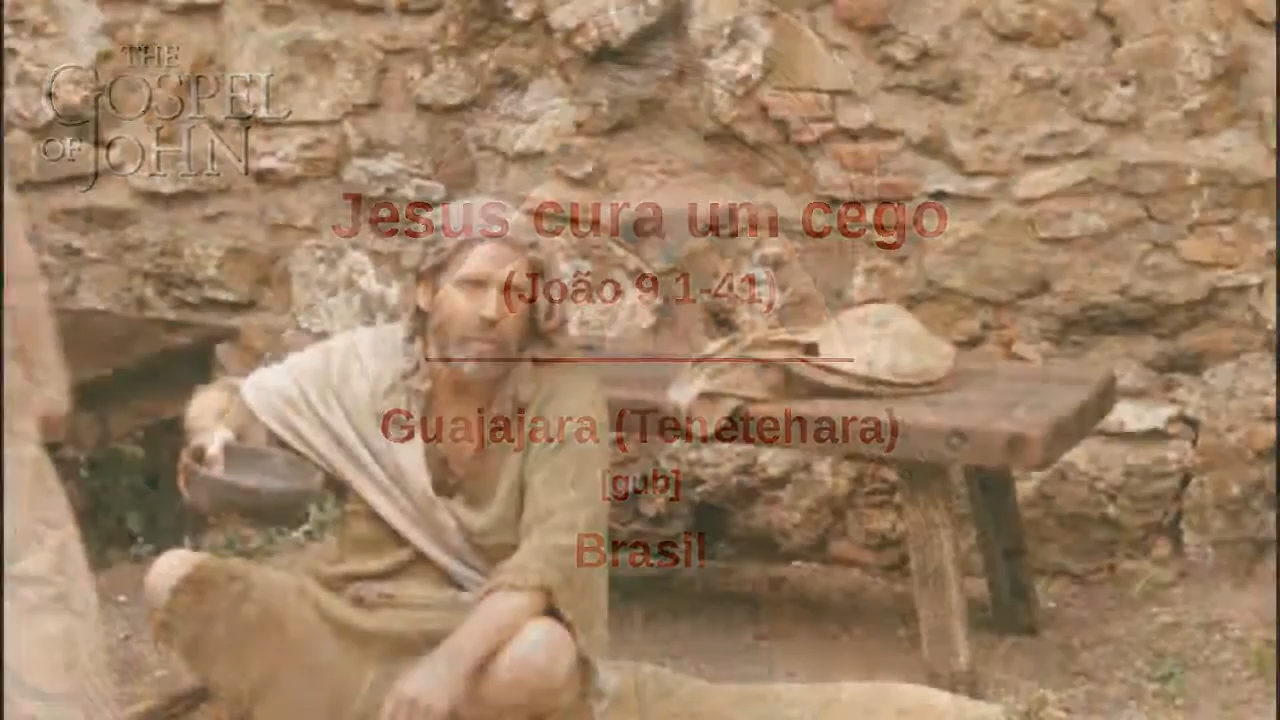 THE
GOSPEL
OF JOHN
Jesus cura um cego
(João 9 1-41)
Guajajara (Tenetehara)
[gub]
Brasil